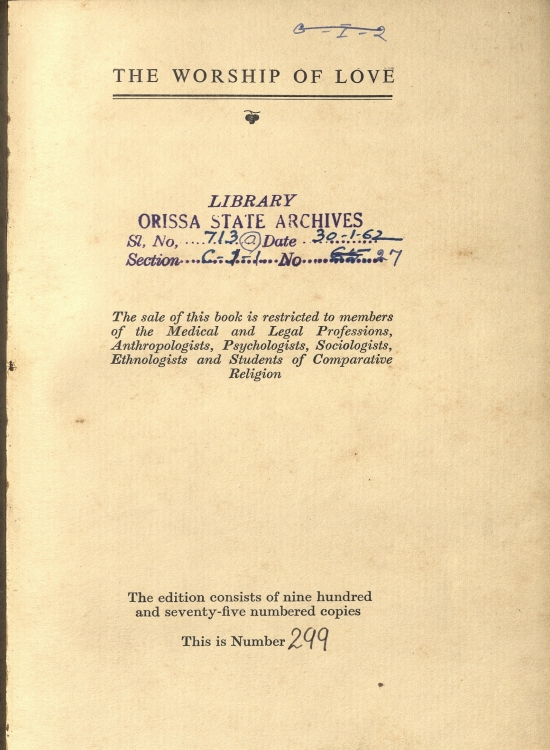 C-I-2
THE WORSHIP OF LOVE
LIBRARY
ORISSA STATE ARCHIVES
Sl. No, ....713(a) Date ..30-1-62
Section.....C-I-I....No.........27
The sale of this book is restricted to members
of the Medical and Legal Professions,
Anthropologists, Psychologists, Sociologists,
Ethnologists and Students of Comparative
Religion
The edition consists of nine hundred
and seventy-five numbered copies
This is Number 299